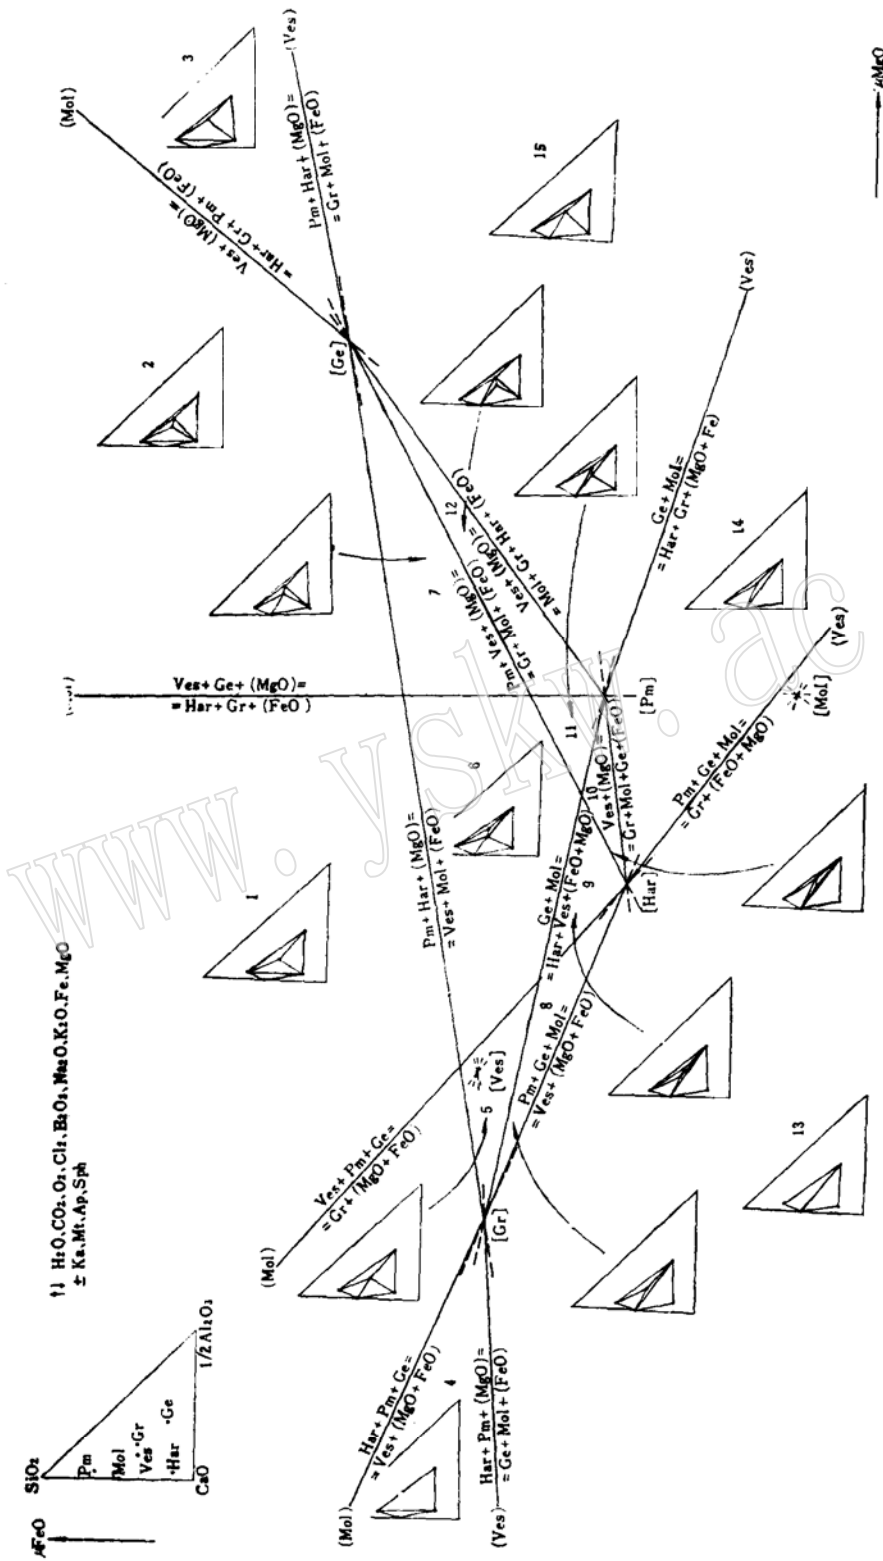 μFeO
SiO₂
Pm
Mol
Gr
Ves
Ge
Har
CaO
1/2Al₂O₃
↑↓ H₂O.CO₂.O₂.Cl₂.B₂O₃.Na₂O.K₂O.Fe.MgO
± Ka.Mt.Ap.Sph
(Mol)
Har+Pm+Ge=
=Ves+(MgO+FeO)
4
(Ves)
Har+Pm+(MgO)=
=Ge+Mol+(FeO)
[Gr]
(Mol)
Ves+Pm+Ge=
=Gr+(MgO+FeO)
5
[Ves]
1
Pm+Har+(MgO)=
=Ves+Mol+(FeO)
6
Pm+Ge+Mol=
=Ves+(MgO+FeO)
8
Ge+Mol=
=Har+Ves+(FeO+MgO)
9
13
[Har]
10
Ves+(MgO)=
=Gr+Mol+Ge+(FeO)
Ves+Ge+(MgO)=
=Har+Gr+(FeO)
[Pm]
11
Pm+Ge+Mol=
=Gr+(FeO+MgO)
(Ves)
[Mol]
14
7
Pm+Ves+(MgO)=
=Gr+Mol+(FeO)
12
Ves+(MgO)=
=Mol+Gr+Har+(FeO)
Ge+Mol=
=Har+Gr+(MgO+Fe)
(Ves)
2
[Ge]
15
Ves+(MgO)=
=Har+Gr+Pm+(FeO)
(Mol)
3
Pm+Har+(MgO)=
=Gr+Mol+(FeO)
(Ves)
μMgO
www.yskw.ac